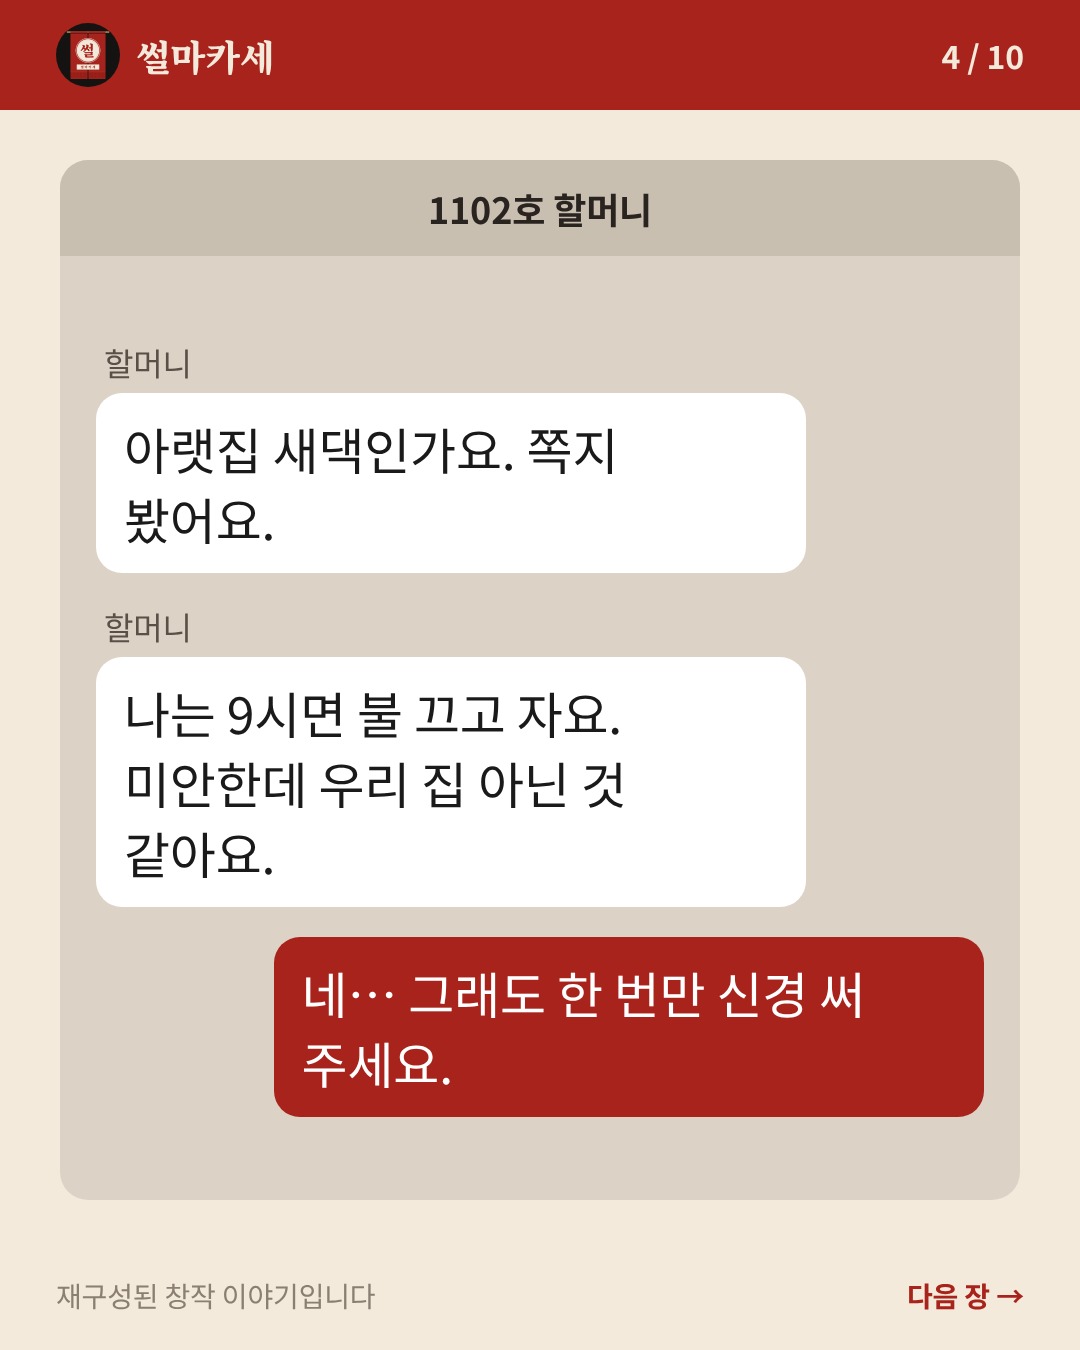 썰
썰마카세
4 / 10
1102호 할머니
할머니
아랫집 새댁인가요. 쪽지
봤어요.
할머니
나는 9시면 불 끄고 자요.
미안한데 우리 집 아닌 것
같아요.
네… 그래도 한 번만 신경 써
주세요.
재구성된 창작 이야기입니다
다음 장 →